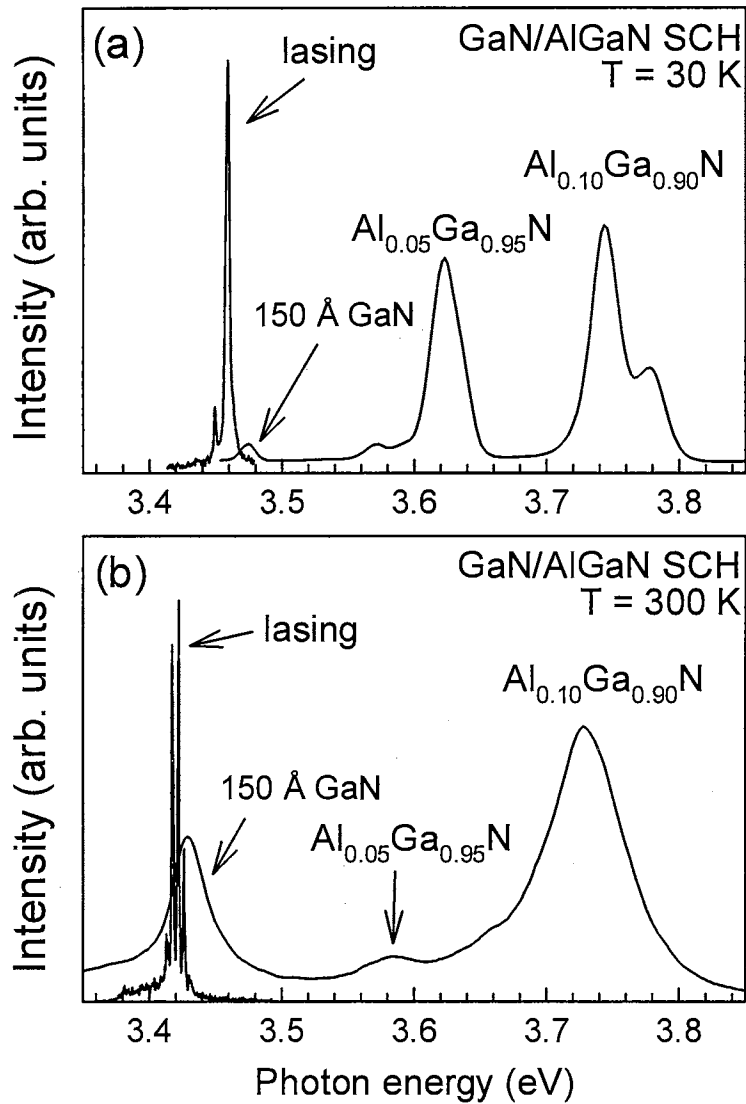 (a)
GaN/AlGaN SCH
T = 30 K
lasing
Al0.10Ga0.90N
Al0.05Ga0.95N
150 Å GaN
Intensity (arb. units)
3.4 3.5 3.6 3.7 3.8
(b)
GaN/AlGaN SCH
T = 300 K
lasing
Al0.10Ga0.90N
150 Å GaN
Al0.05Ga0.95N
Intensity (arb. units)
3.4 3.5 3.6 3.7 3.8
Photon energy (eV)